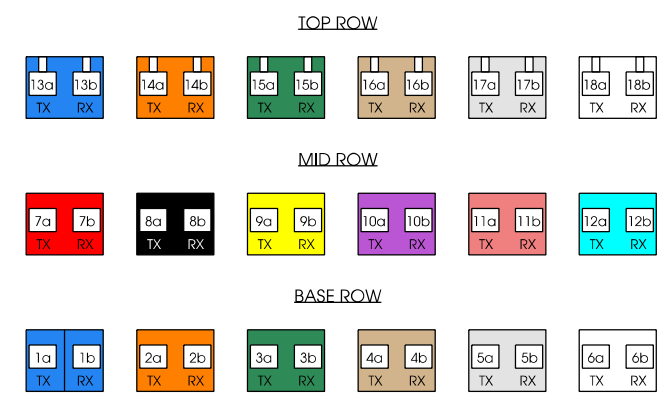 TOP ROW
13a 13b 14a 14b 15a 15b 16a 16b 17a 17b 18a 18b
TX RX TX RX TX RX TX RX TX RX TX RX
MID ROW
7a 7b 8a 8b 9a 9b 10a 10b 11a 11b 12a 12b
TX RX TX RX TX RX TX RX TX RX TX RX
BASE ROW
1a 1b 2a 2b 3a 3b 4a 4b 5a 5b 6a 6b
TX RX TX RX TX RX TX RX TX RX TX RX